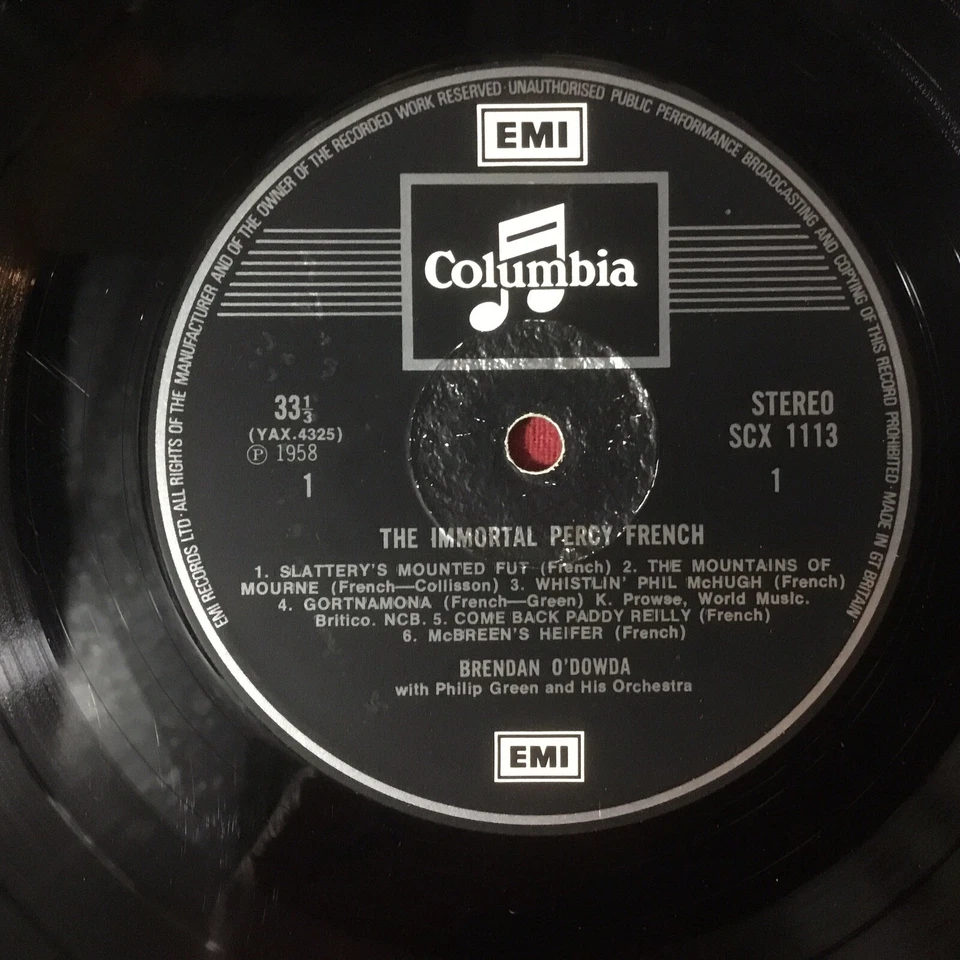 EMI RECORDS LTD · ALL RIGHTS OF THE MANUFACTURER AND OF THE OWNER OF THE RECORDED WORK RESERVED · UNAUTHORISED PUBLIC PERFORMANCE BROADCASTING AND COPYING OF THIS RECORD PROHIBITED · MADE IN GT BRITAIN
EMI
Columbia
33⅓
(YAX.4325)
℗ 1958
1
STEREO
SCX 1113
1
THE IMMORTAL PERCY FRENCH
1. SLATTERY'S MOUNTED FUT (French) 2. THE MOUNTAINS OF
MOURNE (French—Collisson) 3. WHISTLIN' PHIL McHUGH (French)
4. GORTNAMONA (French—Green) K. Prowse, World Music.
Britico. NCB. 5. COME BACK PADDY REILLY (French)
6. McBREEN'S HEIFER (French)
BRENDAN O'DOWDA
with Philip Green and His Orchestra
EMI